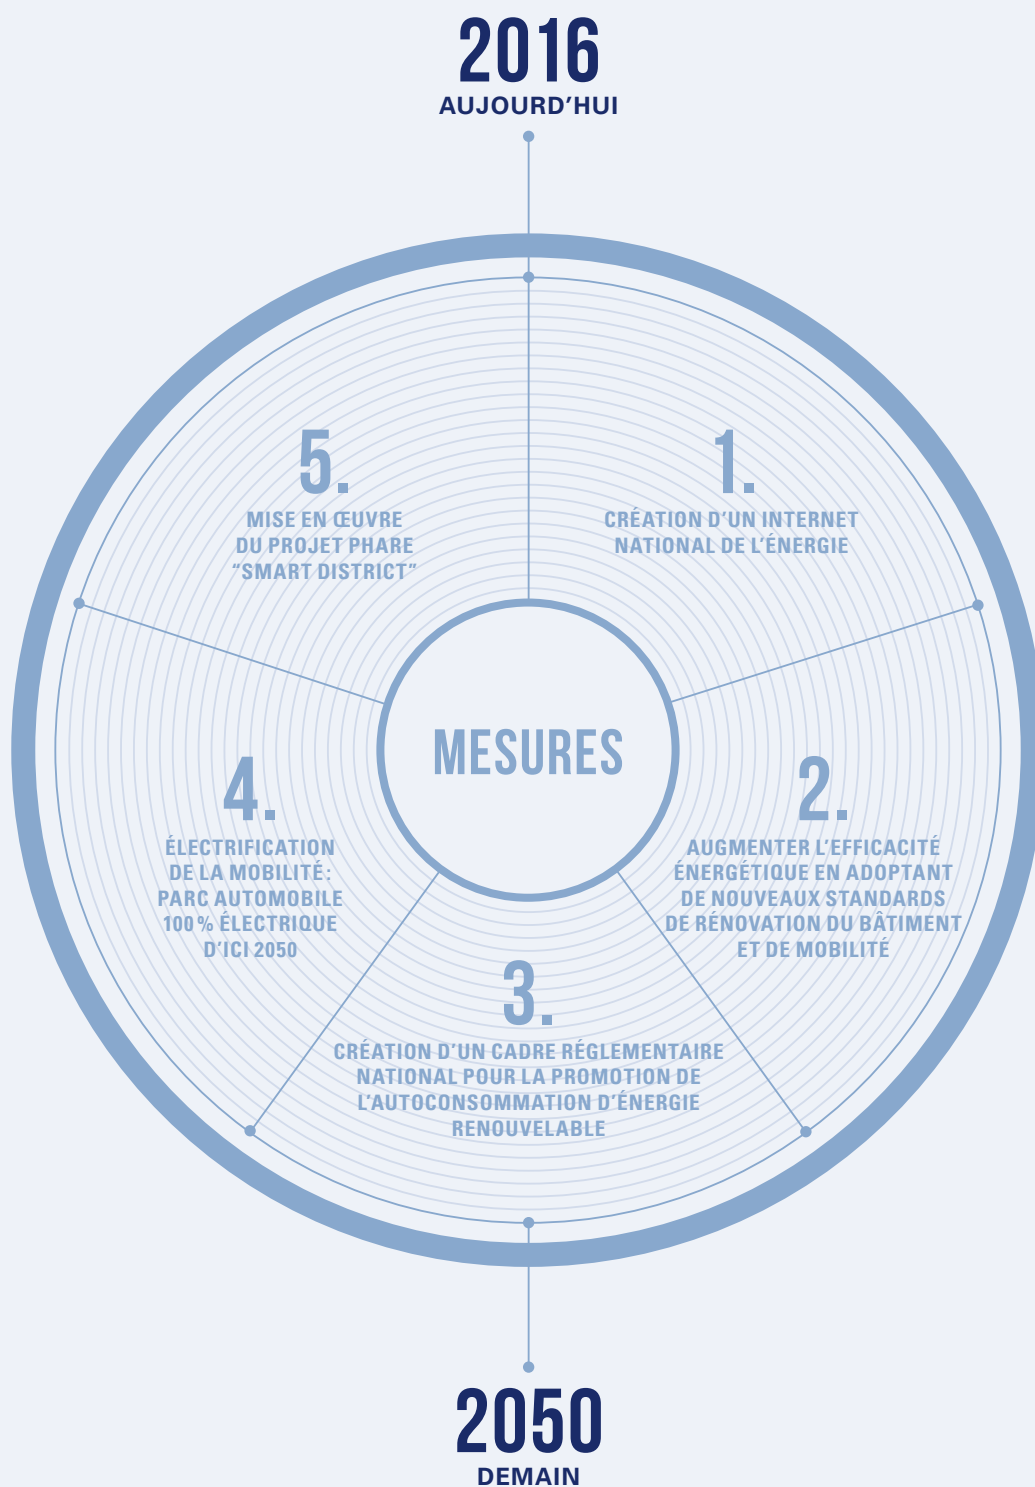 2016
AUJOURD'HUI
5.
MISE EN ŒUVRE
DU PROJET PHARE
"SMART DISTRICT"
1.
CRÉATION D'UN INTERNET
NATIONAL DE L'ÉNERGIE
MESURES
4.
ÉLECTRIFICATION
DE LA MOBILITÉ:
PARC AUTOMOBILE
100% ÉLECTRIQUE
D'ICI 2050
2.
AUGMENTER L'EFFICACITÉ
ÉNERGÉTIQUE EN ADOPTANT
DE NOUVEAUX STANDARDS
DE RÉNOVATION DU BÂTIMENT
ET DE MOBILITÉ
3.
CRÉATION D'UN CADRE RÉGLEMENTAIRE
NATIONAL POUR LA PROMOTION DE
L'AUTOCONSOMMATION D'ÉNERGIE
RENOUVELABLE
2050
DEMAIN